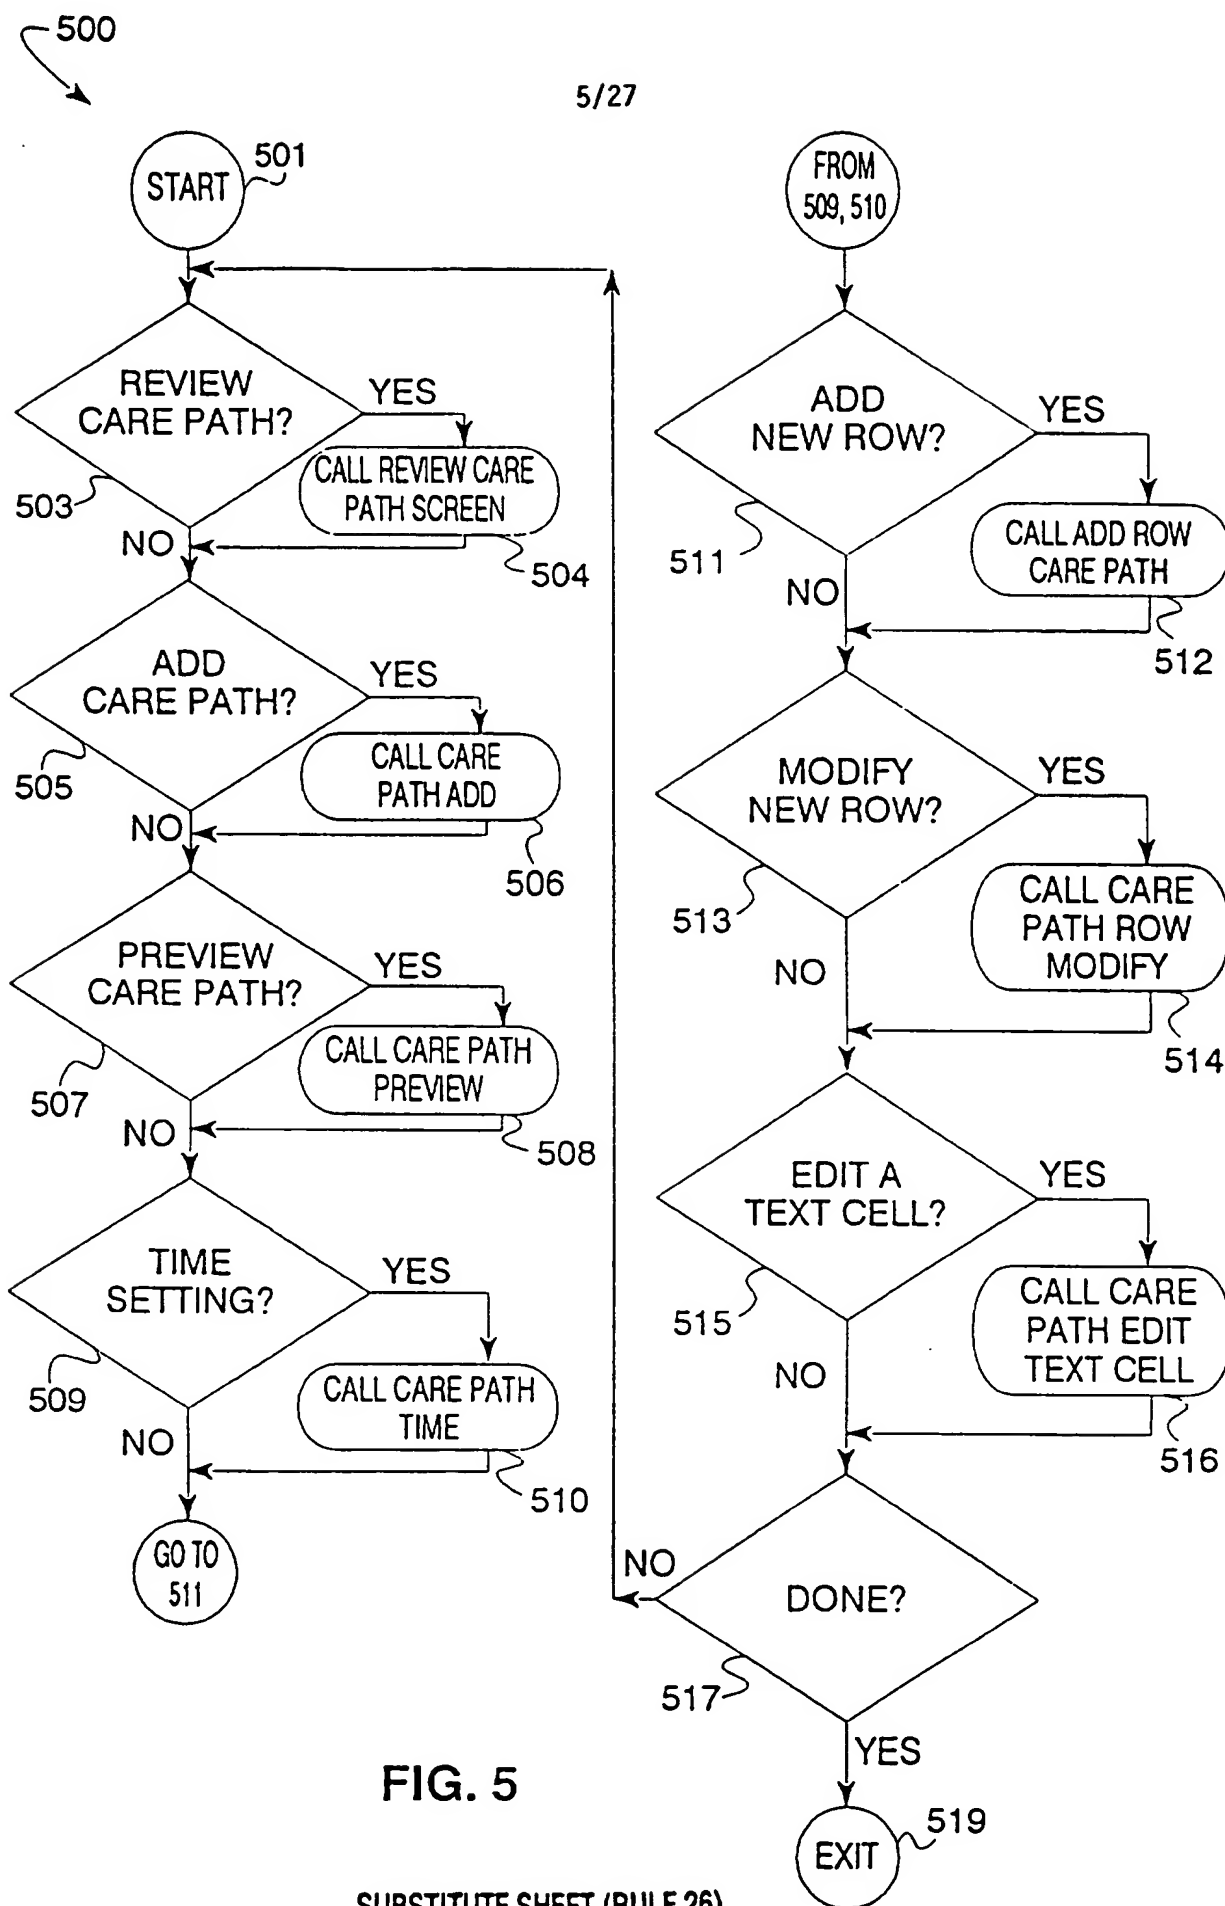 500
5/27
START
501
REVIEW
CARE PATH?
YES
503
CALL REVIEW CARE
PATH SCREEN
NO
504
ADD
CARE PATH?
YES
505
CALL CARE
PATH ADD
NO
506
PREVIEW
CARE PATH?
YES
507
CALL CARE PATH
PREVIEW
NO
508
TIME
SETTING?
YES
509
CALL CARE PATH
TIME
NO
510
GO TO
511
FROM
509, 510
ADD
NEW ROW?
YES
511
CALL ADD ROW
CARE PATH
NO
512
MODIFY
NEW ROW?
YES
513
CALL CARE
PATH ROW
MODIFY
NO
514
EDIT A
TEXT CELL?
YES
515
CALL CARE
PATH EDIT
TEXT CELL
NO
516
NO
DONE?
517
YES
EXIT
519
FIG. 5
SUBSTITUTE SHEET (RULE 26)